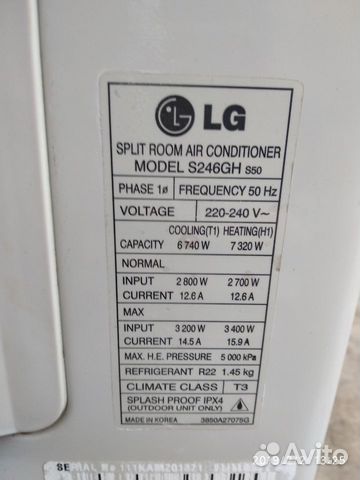 LG
SPLIT ROOM AIR CONDITIONER
MODEL S246GH S50
PHASE 1ø FREQUENCY 50 Hz
VOLTAGE 220-240 V~
COOLING(T1) HEATING(H1)
CAPACITY 6 740 W 7 320 W
NORMAL
INPUT 2 800 W 2 700 W
CURRENT 12.6 A 12.6 A
MAX
INPUT 3 200 W 3 400 W
CURRENT 14.5 A 15.9 A
MAX. H.E. PRESSURE 5 000 kPa
REFRIGERANT R22 1.45 kg
CLIMATE CLASS T3
SPLASH PROOF IPX4
(OUTDOOR UNIT ONLY)
MADE IN KOREA 3850A27075G
SERIAL No
Avito